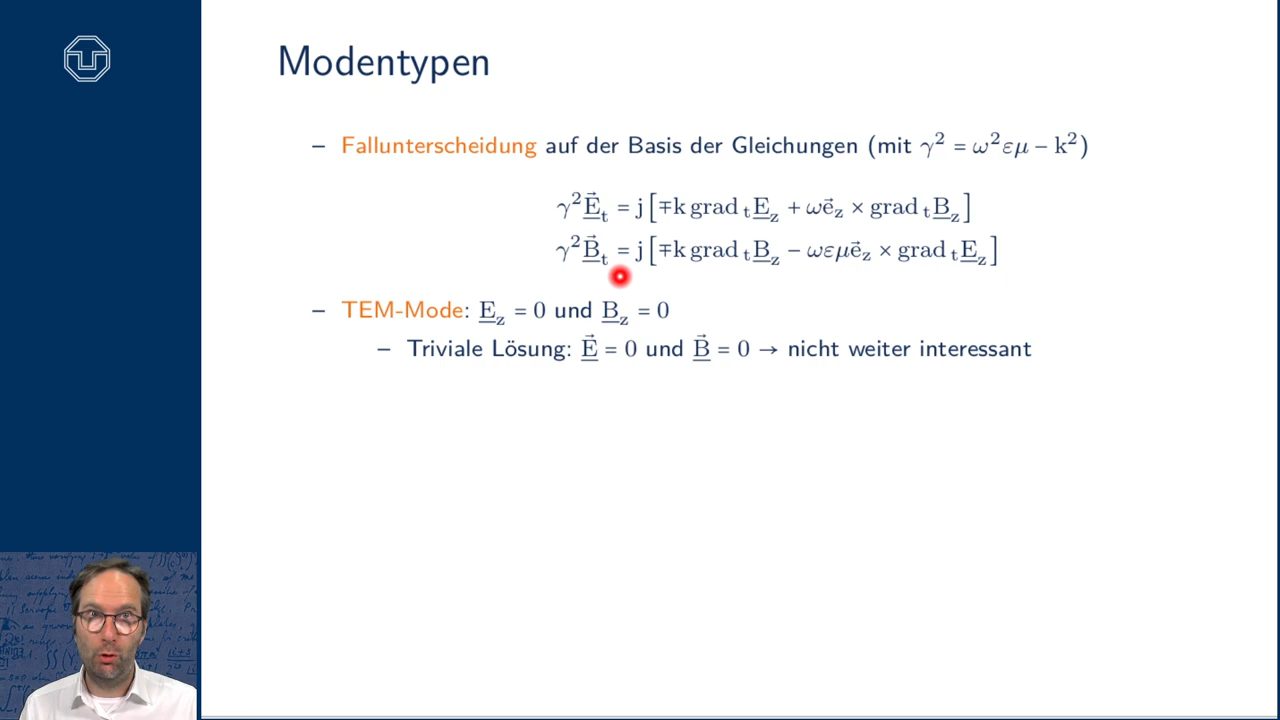 Modentypen
– Fallunterscheidung auf der Basis der Gleichungen (mit γ² = ω²εμ – k²)
γ²E⃗_t = j[∓k grad_t E_z + ωe⃗_z × grad_t B_z]
γ²B⃗_t = j[∓k grad_t B_z – ωεμe⃗_z × grad_t E_z]
– TEM-Mode: E_z = 0 und B_z = 0
– Triviale Lösung: E⃗ = 0 und B⃗ = 0 → nicht weiter interessant